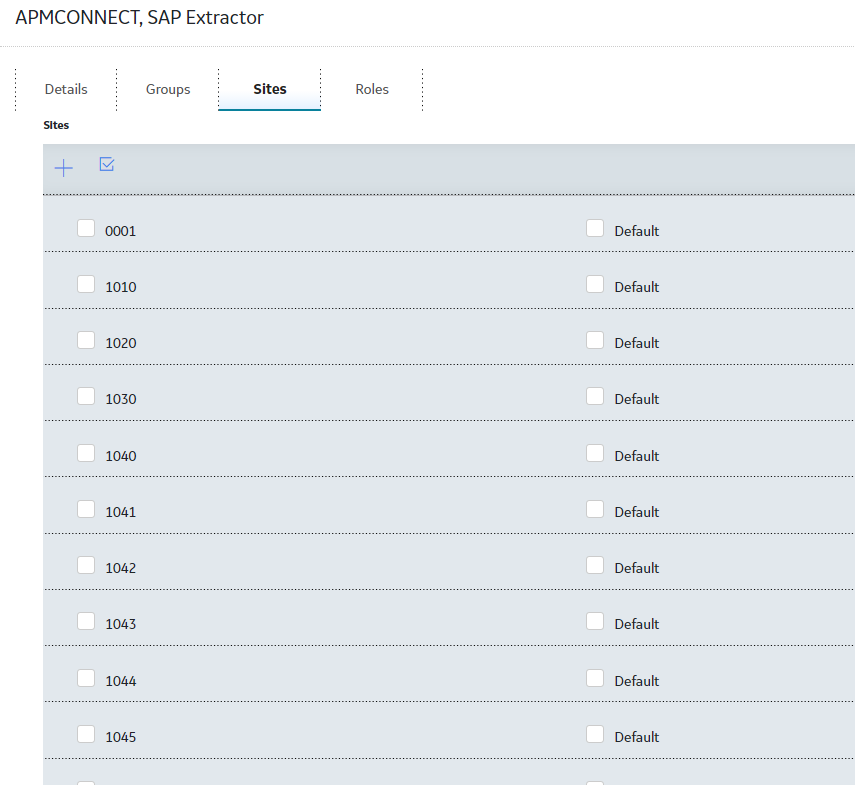 APMCONNECT, SAP Extractor
Details Groups Sites Roles
Sites
0001 Default
1010 Default
1020 Default
1030 Default
1040 Default
1041 Default
1042 Default
1043 Default
1044 Default
1045 Default